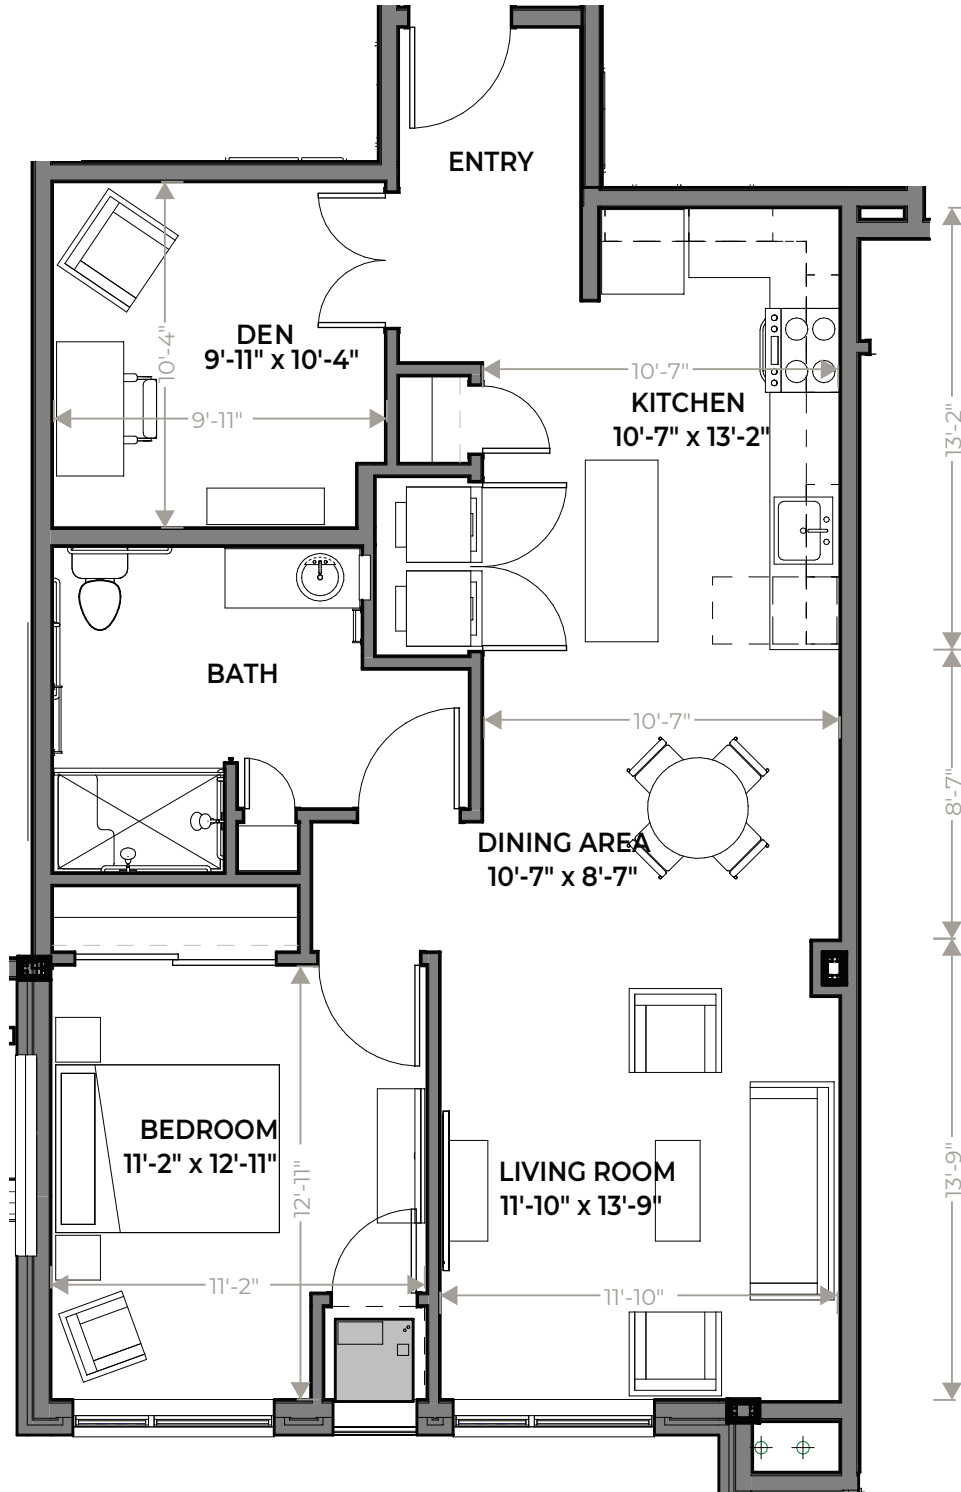 ENTRY
DEN
9'-11" x 10'-4"
10'-4"
9'-11"
10'-7"
KITCHEN
10'-7" x 13'-2"
13'-2"
BATH
10'-7"
8'-7"
DINING AREA
10'-7" x 8'-7"
BEDROOM
11'-2" x 12'-11"
12'-11"
11'-2"
LIVING ROOM
11'-10" x 13'-9"
13'-9"
11'-10"